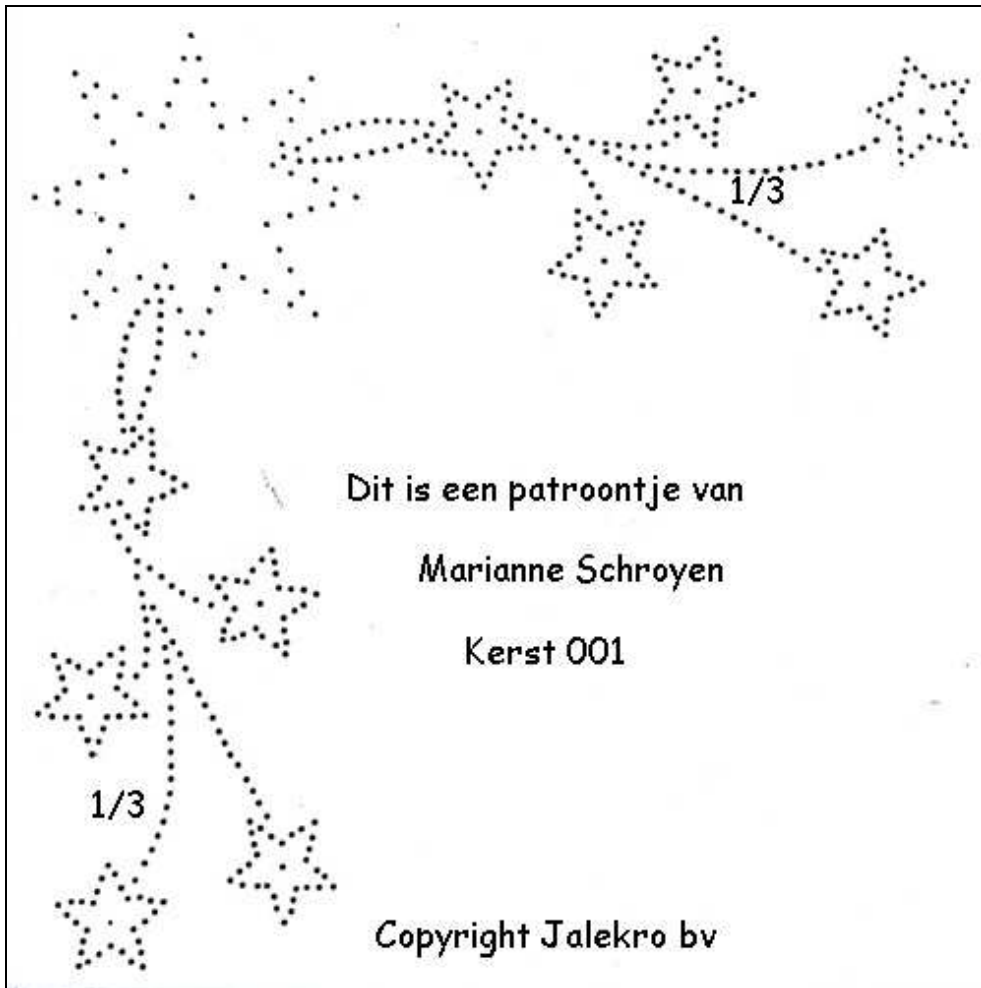 1/3
Dit is een patroontje van
Marianne Schroyen
Kerst 001
1/3
Copyright Jalekro bv